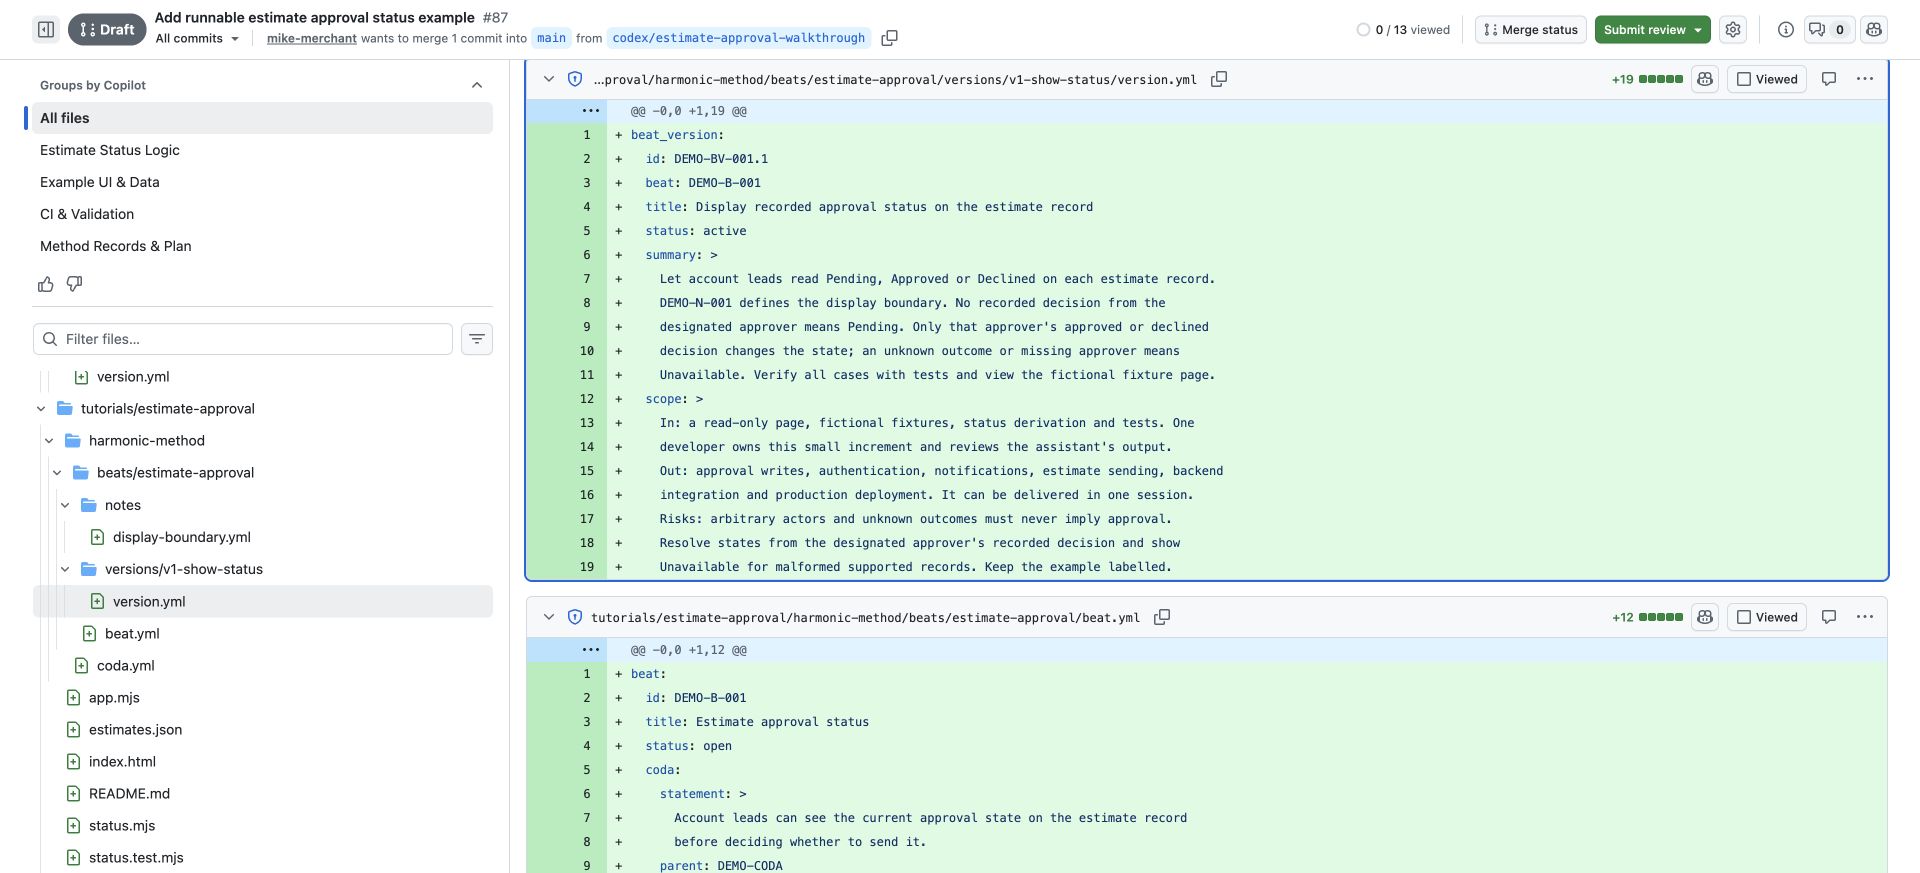 Draft
Add runnable estimate approval status example #87
All commits
mike-merchant wants to merge 1 commit into main from codex/estimate-approval-walkthrough
0 / 13 viewed
Merge status
Submit review
0
Groups by Copilot
All files
Estimate Status Logic
Example UI & Data
CI & Validation
Method Records & Plan
Filter files...
version.yml
tutorials/estimate-approval
harmonic-method
beats/estimate-approval
notes
display-boundary.yml
versions/v1-show-status
version.yml
beat.yml
coda.yml
app.mjs
estimates.json
index.html
README.md
status.mjs
status.test.mjs
...proval/harmonic-method/beats/estimate-approval/versions/v1-show-status/version.yml
+19
Viewed
@@ -0,0 +1,19 @@
1 + beat_version:
2 + id: DEMO-BV-001.1
3 + beat: DEMO-B-001
4 + title: Display recorded approval status on the estimate record
5 + status: active
6 + summary: >
7 + Let account leads read Pending, Approved or Declined on each estimate record.
8 + DEMO-N-001 defines the display boundary. No recorded decision from the
9 + designated approver means Pending. Only that approver's approved or declined
10 + decision changes the state; an unknown outcome or missing approver means
11 + Unavailable. Verify all cases with tests and view the fictional fixture page.
12 + scope: >
13 + In: a read-only page, fictional fixtures, status derivation and tests. One
14 + developer owns this small increment and reviews the assistant's output.
15 + Out: approval writes, authentication, notifications, estimate sending, backend
16 + integration and production deployment. It can be delivered in one session.
17 + Risks: arbitrary actors and unknown outcomes must never imply approval.
18 + Resolve states from the designated approver's recorded decision and show
19 + Unavailable for malformed supported records. Keep the example labelled.
tutorials/estimate-approval/harmonic-method/beats/estimate-approval/beat.yml
+12
Viewed
@@ -0,0 +1,12 @@
1 + beat:
2 + id: DEMO-B-001
3 + title: Estimate approval status
4 + status: open
5 + coda:
6 + statement: >
7 + Account leads can see the current approval state on the estimate record
8 + before deciding whether to send it.
9 + parent: DEMO-CODA